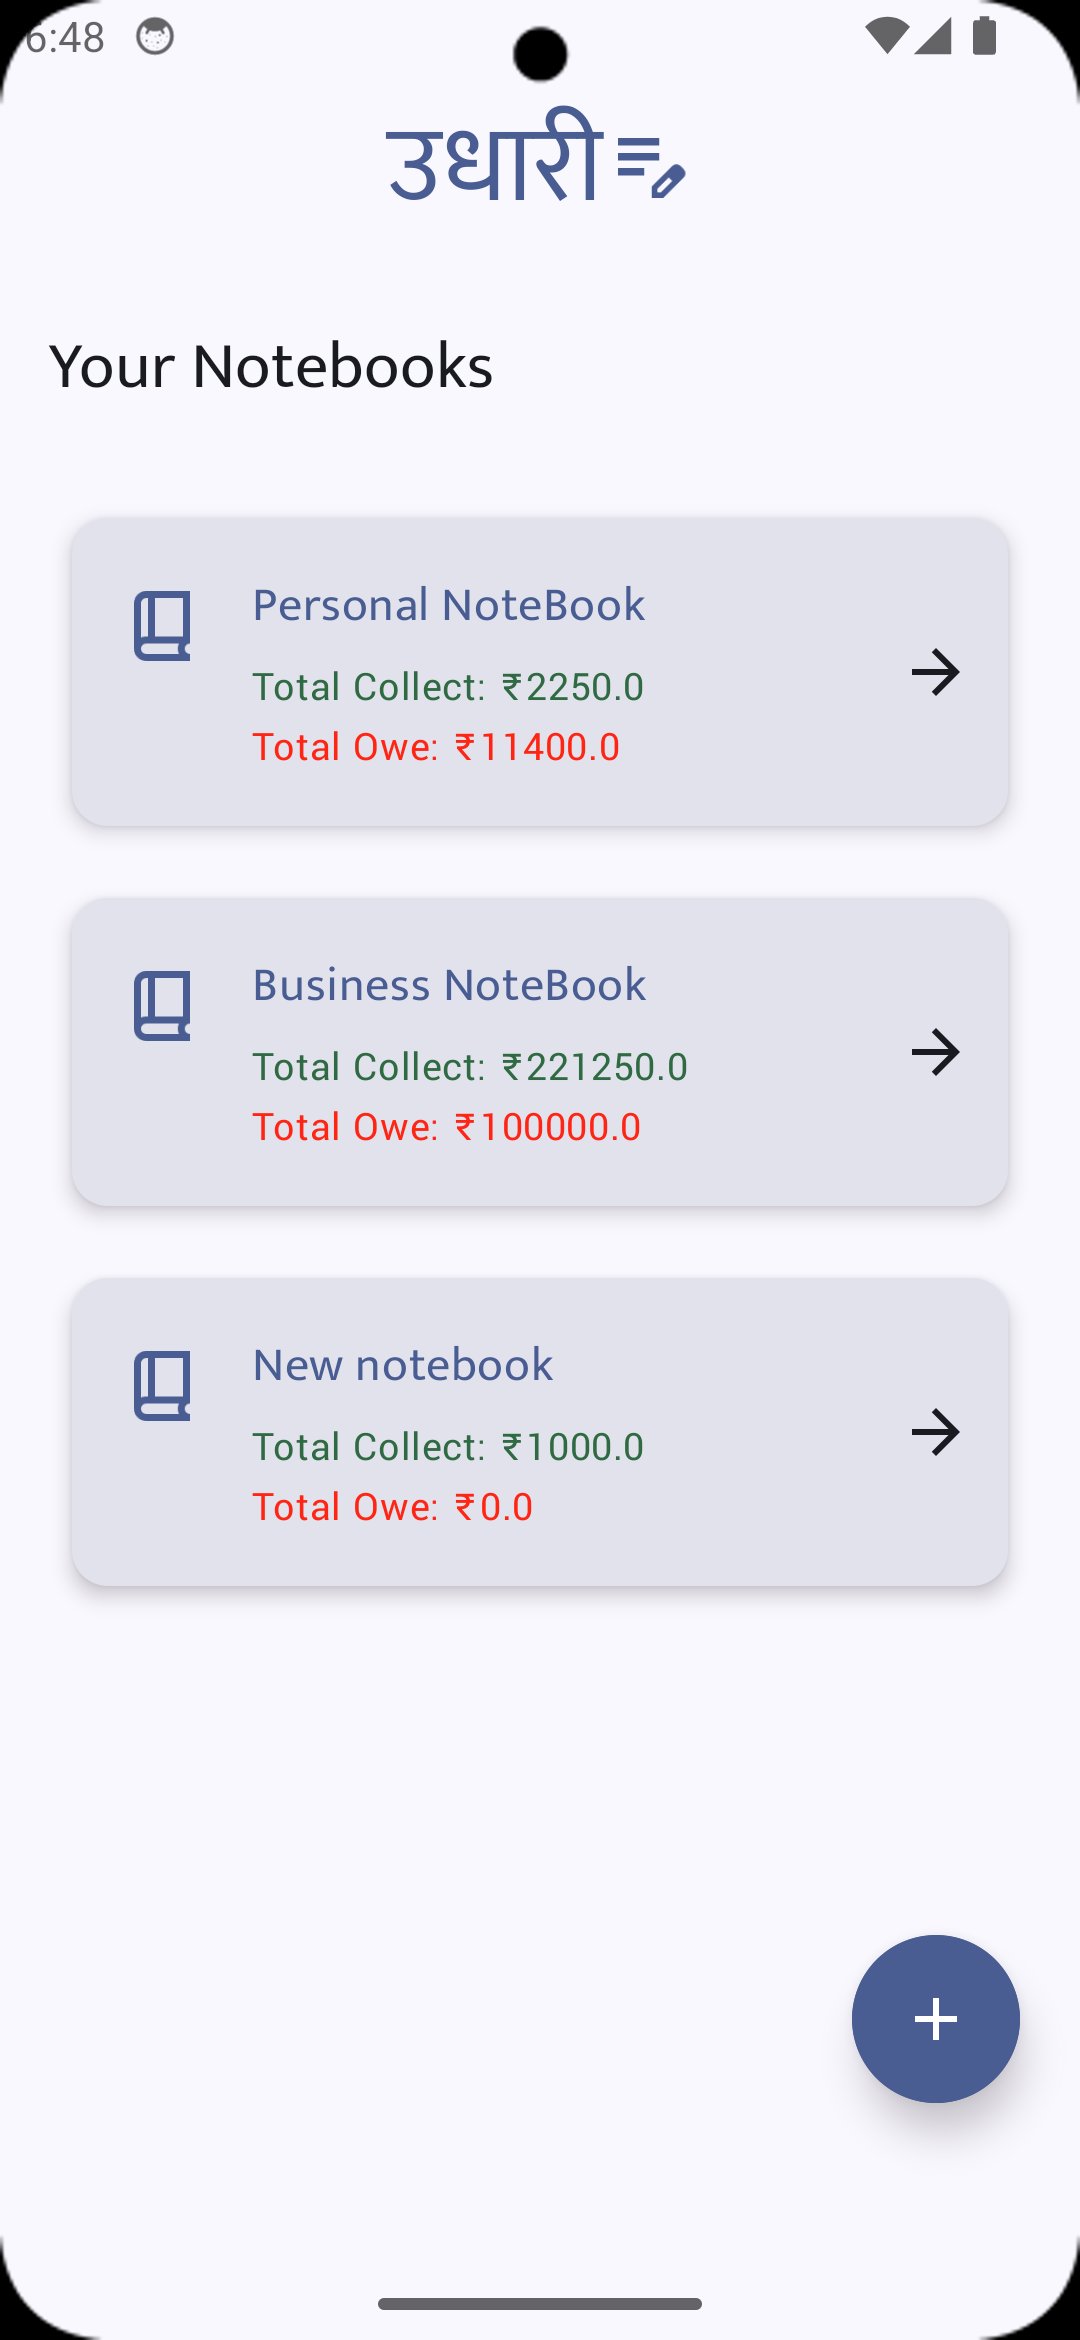 6:48
उधारी
Your Notebooks
Personal NoteBook
Total Collect: ₹2250.0
Total Owe: ₹11400.0
Business NoteBook
Total Collect: ₹221250.0
Total Owe: ₹100000.0
New notebook
Total Collect: ₹1000.0
Total Owe: ₹0.0